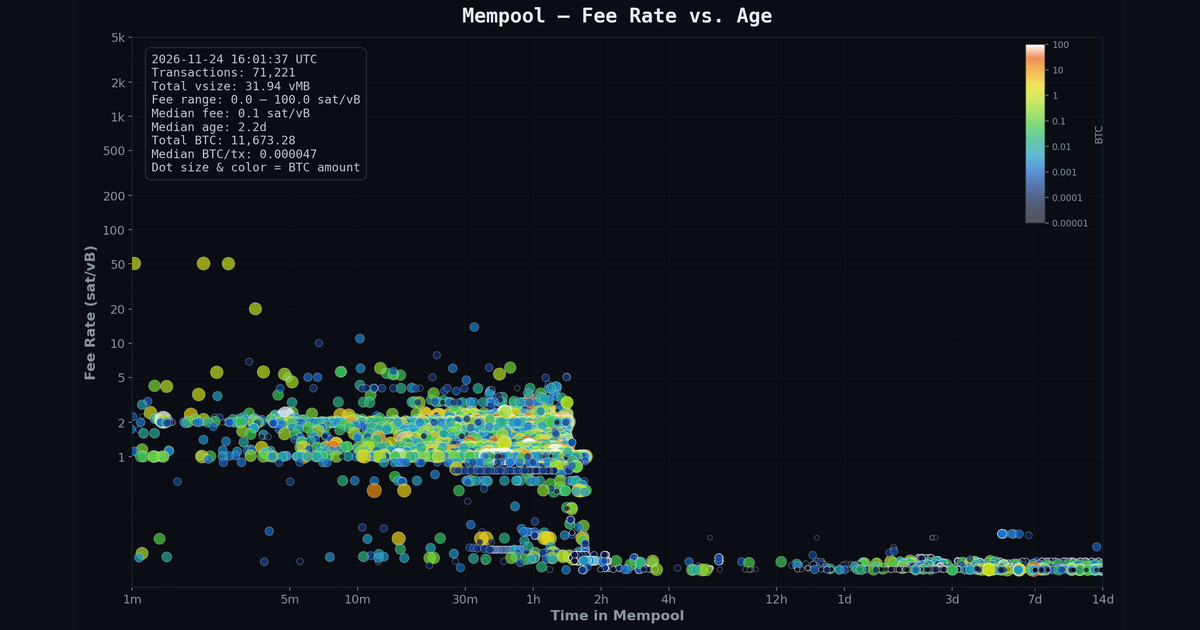 Mempool — Fee Rate vs. Age
2026-11-24 16:01:37 UTC
Transactions: 71,221
Total vsize: 31.94 vMB
Fee range: 0.0 — 100.0 sat/vB
Median fee: 0.1 sat/vB
Median age: 2.2d
Total BTC: 11,673.28
Median BTC/tx: 0.000047
Dot size & color = BTC amount
100
10
1
0.1
0.01
0.001
0.0001
0.00001
BTC
5k
2k
1k
500
200
100
50
20
10
5
2
1
Fee Rate (sat/vB)
1m 5m 10m 30m 1h 2h 4h 12h 1d 3d 7d 14d
Time in Mempool